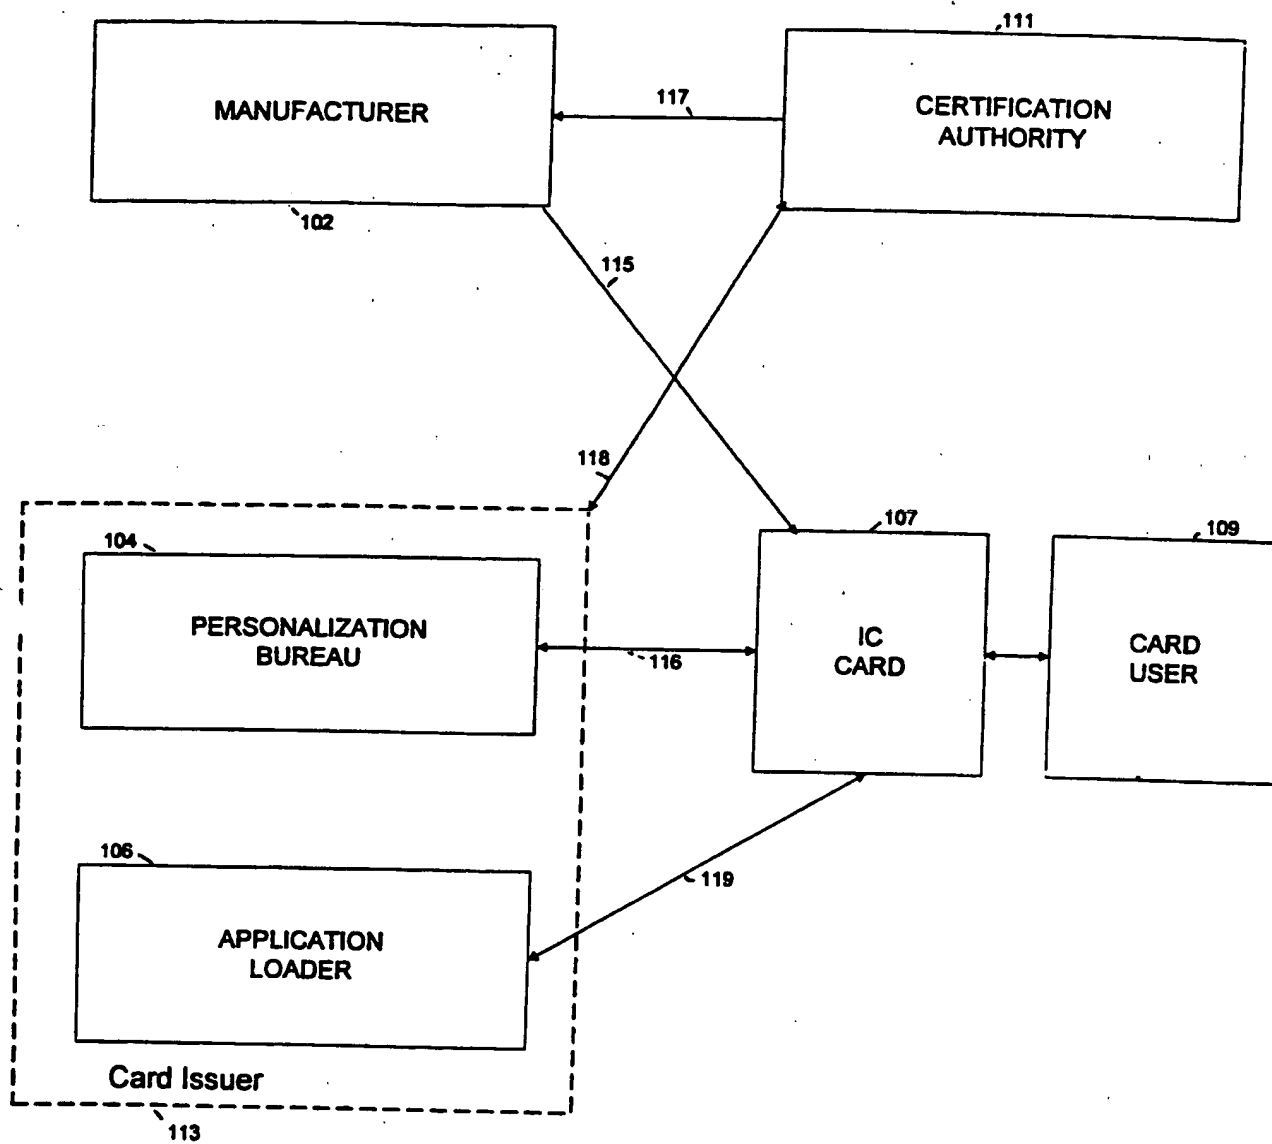 111
MANUFACTURER
117
CERTIFICATION
AUTHORITY
102
115
118
107
109
104
PERSONALIZATION
BUREAU
116
IC
CARD
CARD
USER
106
119
APPLICATION
LOADER
Card Issuer
113